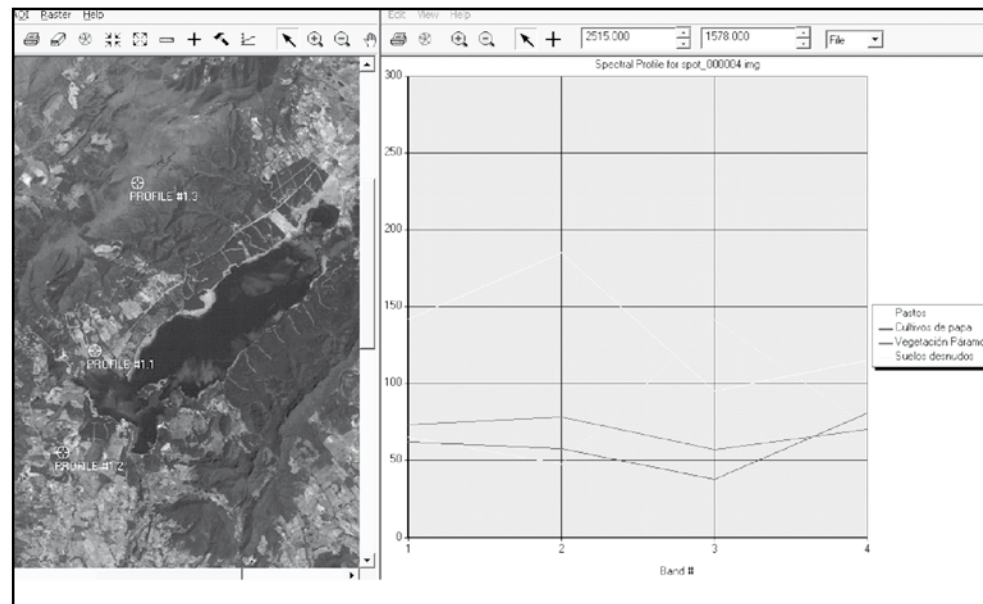 AOI Raster Help
Edit View Help
2515.000
1578.000
File
PROFILE #1.3
PROFILE #1.1
PROFILE #1.2
Spectral Profile for spot_000004 img
300
250
200
150
100
50
0
1 2 3 4
Band #
Pastos
Cultivos de papa
Vegetación Páramo
Suelos desnudos